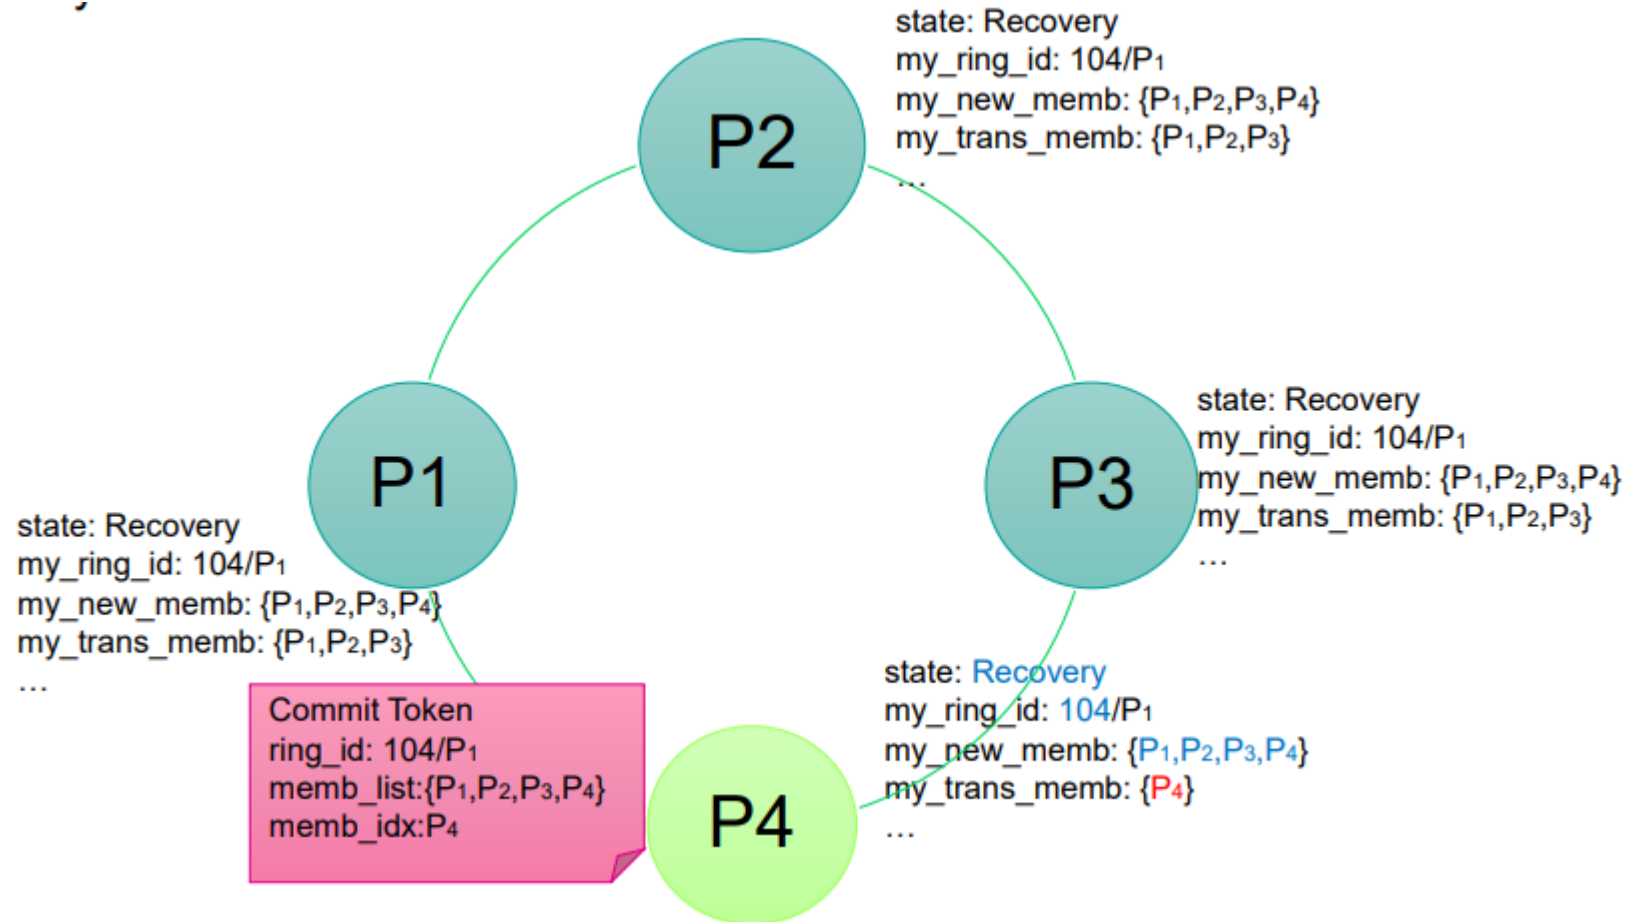 state: Recovery
my_ring_id: 104/P1
my_new_memb: {P1,P2,P3,P4}
my_trans_memb: {P1,P2,P3}
...
P2
P1
P3
state: Recovery
my_ring_id: 104/P1
my_new_memb: {P1,P2,P3,P4}
my_trans_memb: {P1,P2,P3}
...
state: Recovery
my_ring_id: 104/P1
my_new_memb: {P1,P2,P3,P4}
my_trans_memb: {P1,P2,P3}
...
Commit Token
ring_id: 104/P1
memb_list:{P1,P2,P3,P4}
memb_idx:P4
P4
state: Recovery
my_ring_id: 104/P1
my_new_memb: {P1,P2,P3,P4}
my_trans_memb: {P4}
...